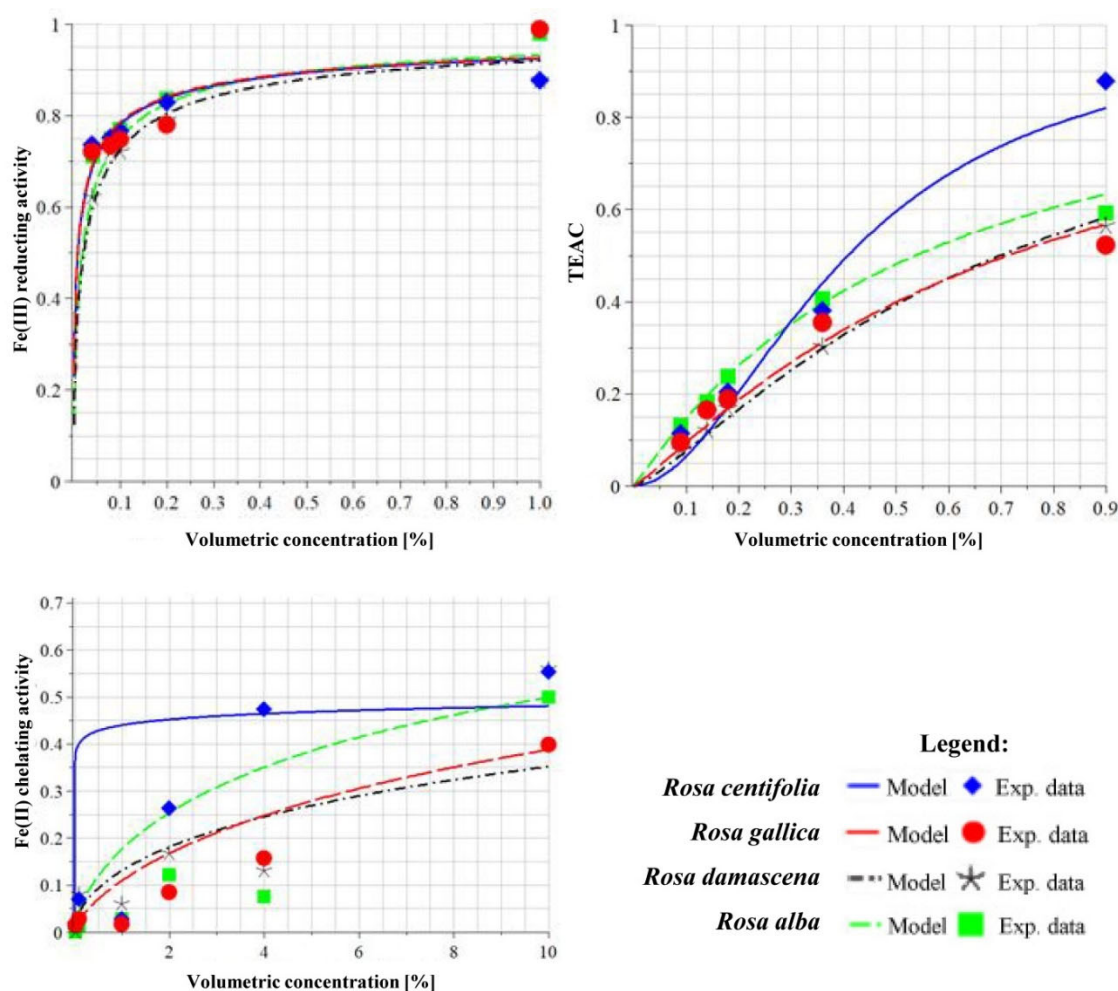 1
0.8
0.6
0.4
0.2
0
Fe(III) reducting activity
0.1 0.2 0.3 0.4 0.5 0.6 0.7 0.8 0.9 1.0
Volumetric concentration [%]
1
0.8
0.6
0.4
0.2
0
TEAC
0.1 0.2 0.3 0.4 0.5 0.6 0.7 0.8 0.9
Volumetric concentration [%]
0.7
0.6
0.5
0.4
0.3
0.2
0.1
0
Fe(II) chelating activity
2 4 6 8 10
Volumetric concentration [%]
Legend:
Rosa centifolia Model Exp. data
Rosa gallica Model Exp. data
Rosa damascena Model Exp. data
Rosa alba Model Exp. data